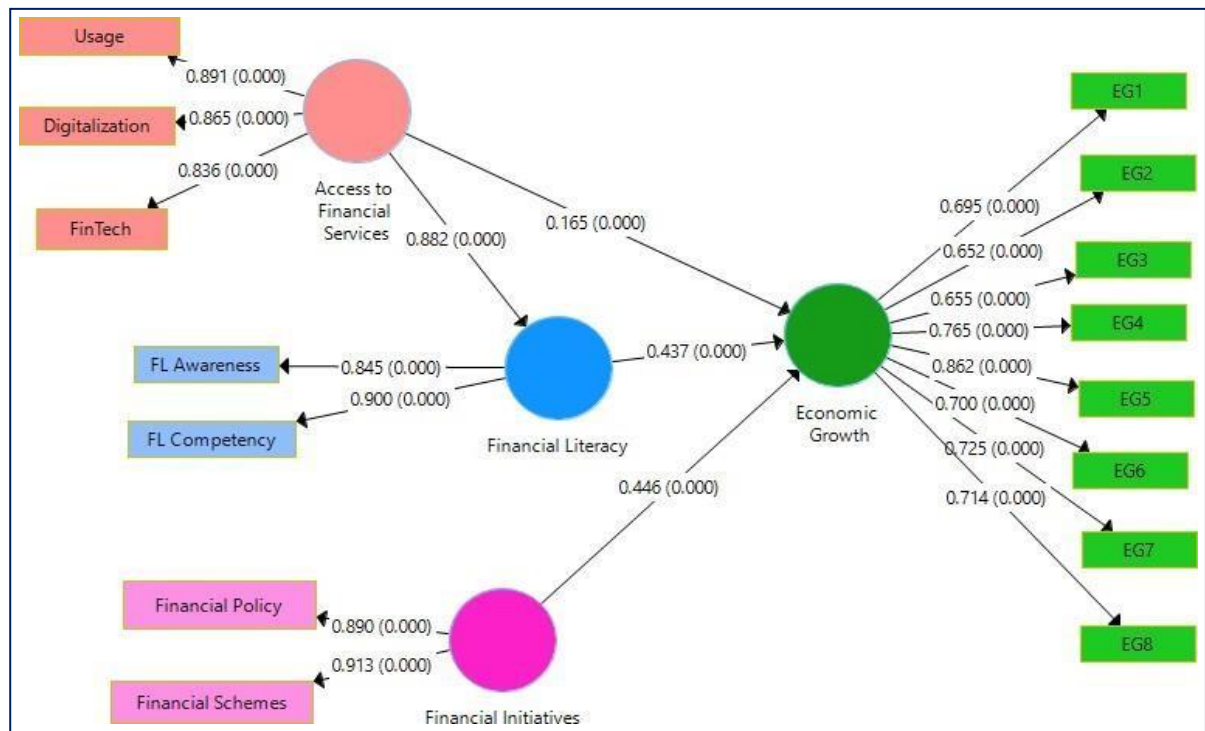 Usage
0.891 (0.000)
Digitalization
0.865 (0.000)
0.836 (0.000)
FinTech
Access to
Financial
Services
0.882 (0.000)
0.165 (0.000)
FL Awareness
0.845 (0.000)
0.900 (0.000)
FL Competency
Financial Literacy
0.437 (0.000)
Financial Policy
0.890 (0.000)
0.913 (0.000)
Financial Schemes
Financial Initiatives
0.446 (0.000)
Economic
Growth
0.695 (0.000)
0.652 (0.000)
0.655 (0.000)
0.765 (0.000)
0.862 (0.000)
0.700 (0.000)
0.725 (0.000)
0.714 (0.000)
EG1
EG2
EG3
EG4
EG5
EG6
EG7
EG8